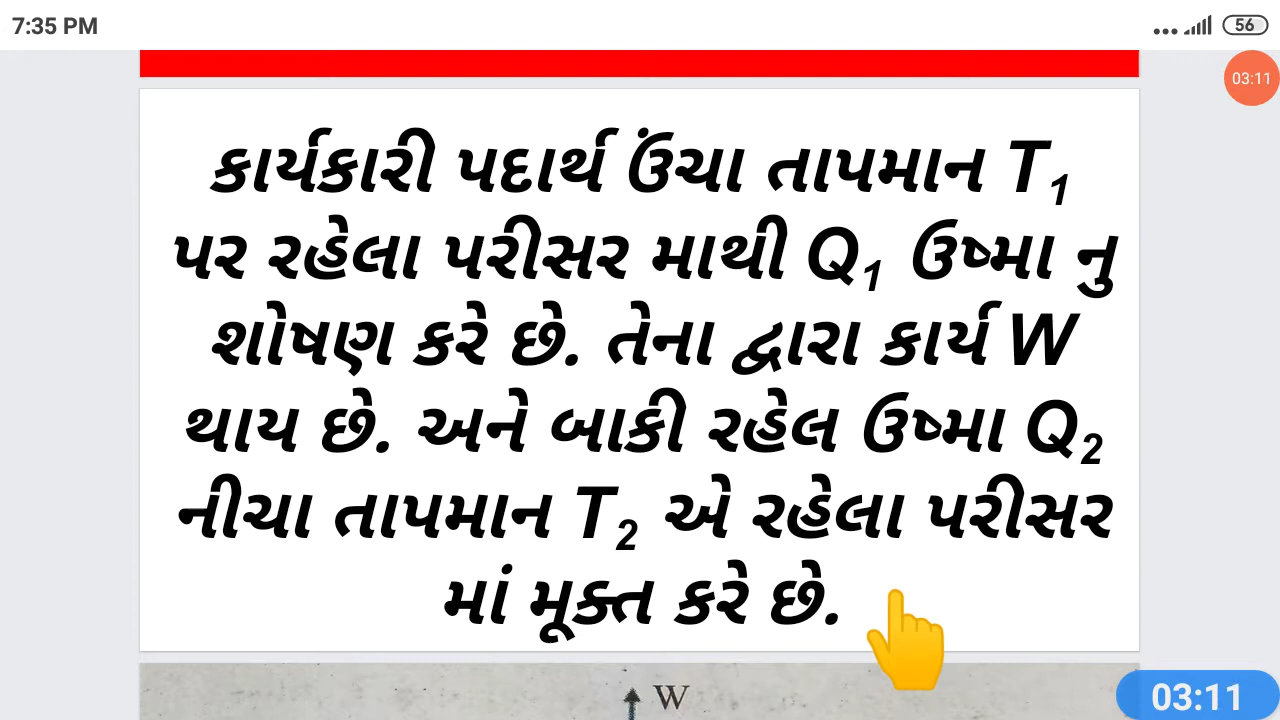 7:35 PM
56
03:11
કાર્યકારી પદાર્થ ઉંચા તાપમાન T₁
પર રહેલા પરીસર માથી Q₁ ઉષ્મા નુ
શોષણ કરે છે. તેના દ્વારા કાર્ય W
થાય છે. અને બાકી રહેલ ઉષ્મા Q₂
નીચા તાપમાન T₂ એ રહેલા પરીસર
માં મૂક્ત કરે છે.
W
03:11